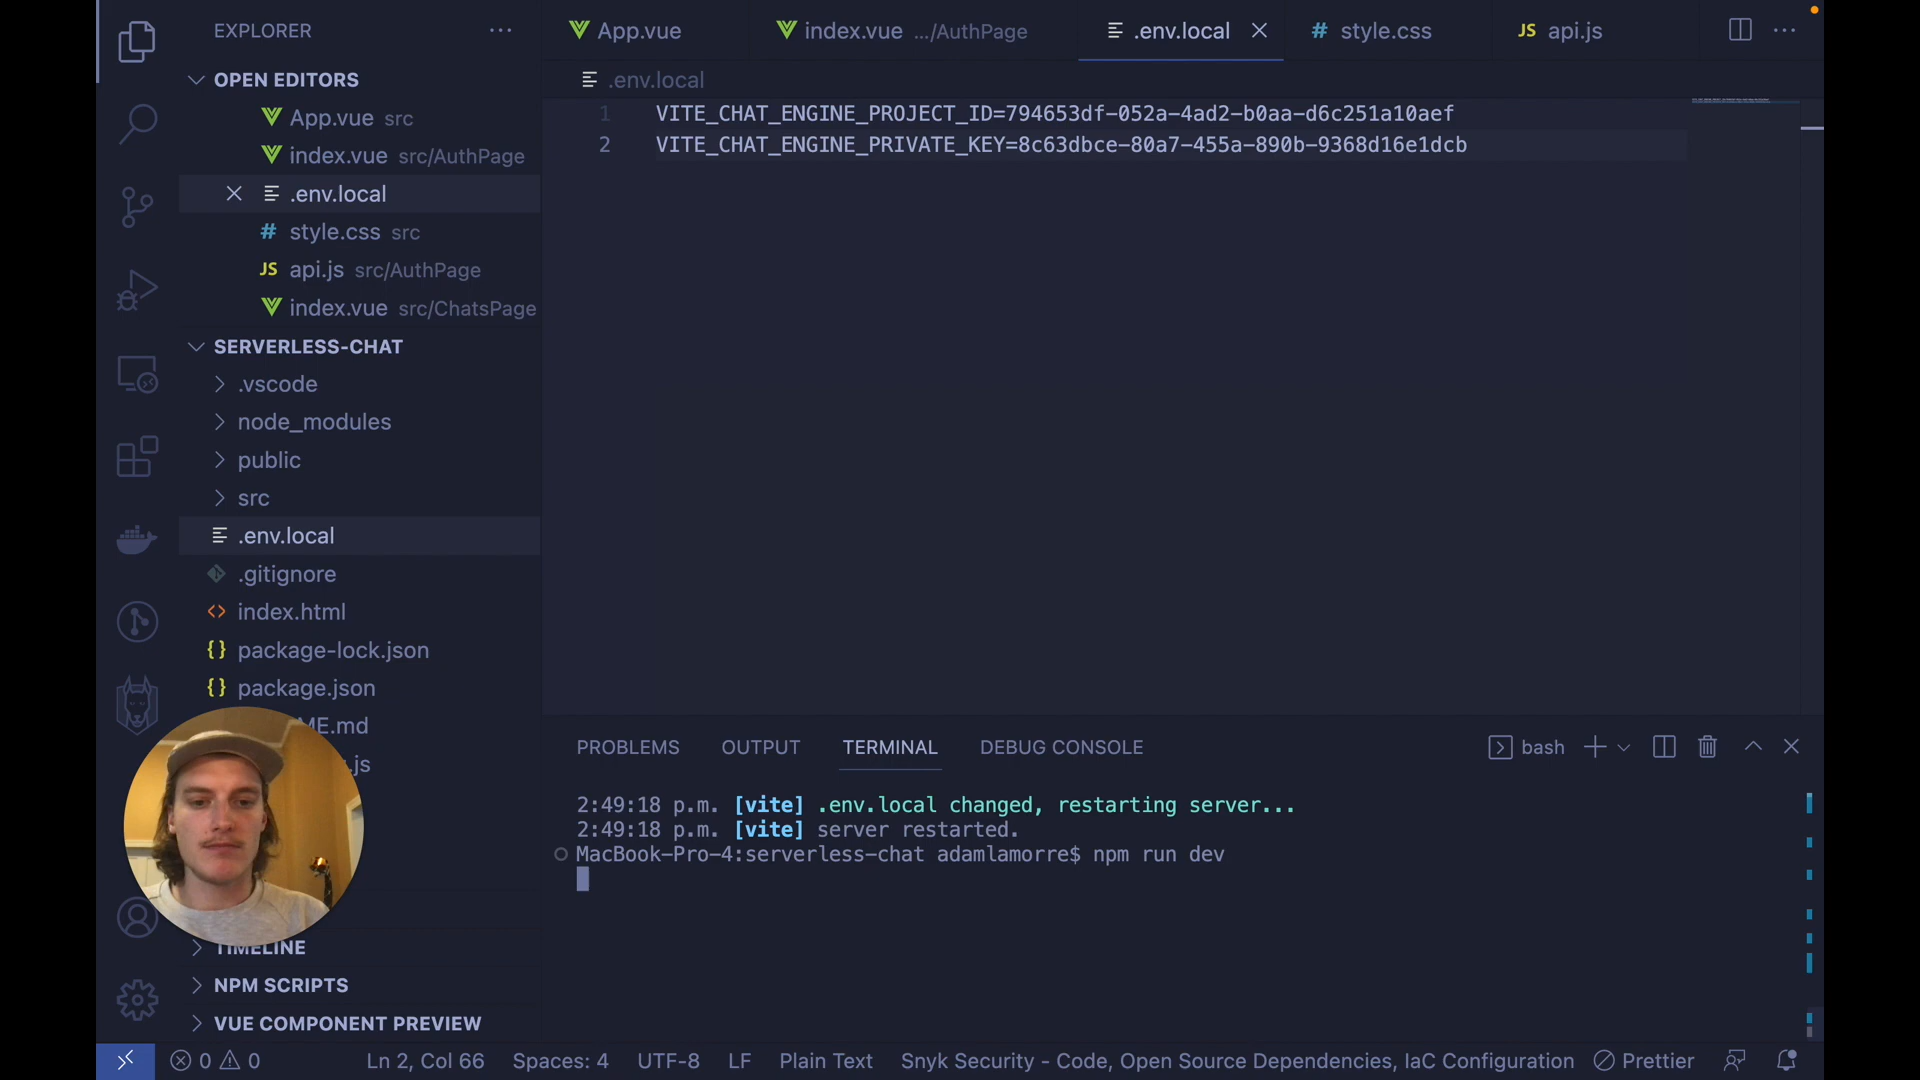 EXPLORER
OPEN EDITORS
App.vue src
index.vue src/AuthPage
.env.local
style.css src
JS api.js src/AuthPage
index.vue src/ChatsPage
SERVERLESS-CHAT
.vscode
node_modules
public
src
.env.local
.gitignore
index.html
package-lock.json
package.json
ME.md
.js
TIMELINE
NPM SCRIPTS
VUE COMPONENT PREVIEW
App.vue index.vue .../AuthPage .env.local # style.css JS api.js
.env.local
1 VITE_CHAT_ENGINE_PROJECT_ID=794653df-052a-4ad2-b0aa-d6c251a10aef
2 VITE_CHAT_ENGINE_PRIVATE_KEY=8c63dbce-80a7-455a-890b-9368d16e1dcb
PROBLEMS OUTPUT TERMINAL DEBUG CONSOLE bash
2:49:18 p.m. [vite] .env.local changed, restarting server...
2:49:18 p.m. [vite] server restarted.
MacBook-Pro-4:serverless-chat adamlamorre$ npm run dev
0 0 Ln 2, Col 66 Spaces: 4 UTF-8 LF Plain Text Snyk Security - Code, Open Source Dependencies, IaC Configuration Prettier